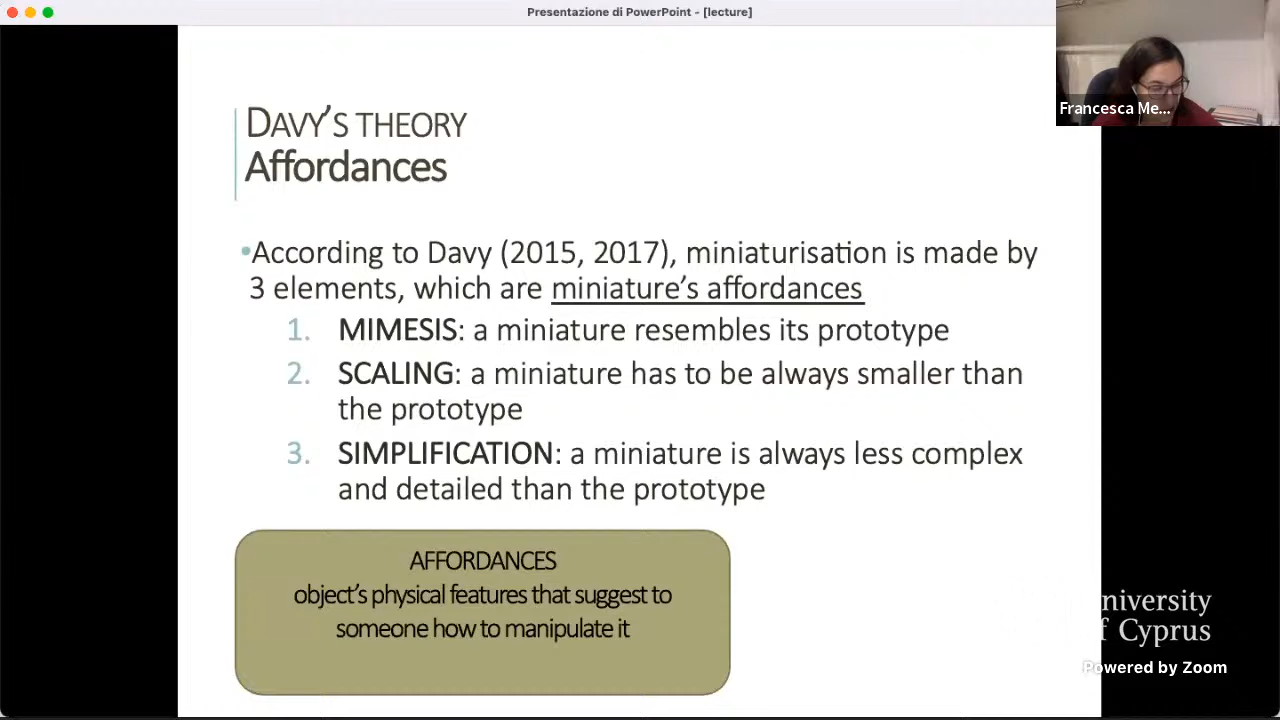 Presentazione di PowerPoint - [lecture]
Francesca Me...
DAVY'S THEORY
Affordances
•According to Davy (2015, 2017), miniaturisation is made by
3 elements, which are miniature's affordances
1. MIMESIS: a miniature resembles its prototype
2. SCALING: a miniature has to be always smaller than
the prototype
3. SIMPLIFICATION: a miniature is always less complex
and detailed than the prototype
AFFORDANCES
object's physical features that suggest to
someone how to manipulate it
niversity
f Cyprus
Powered by Zoom